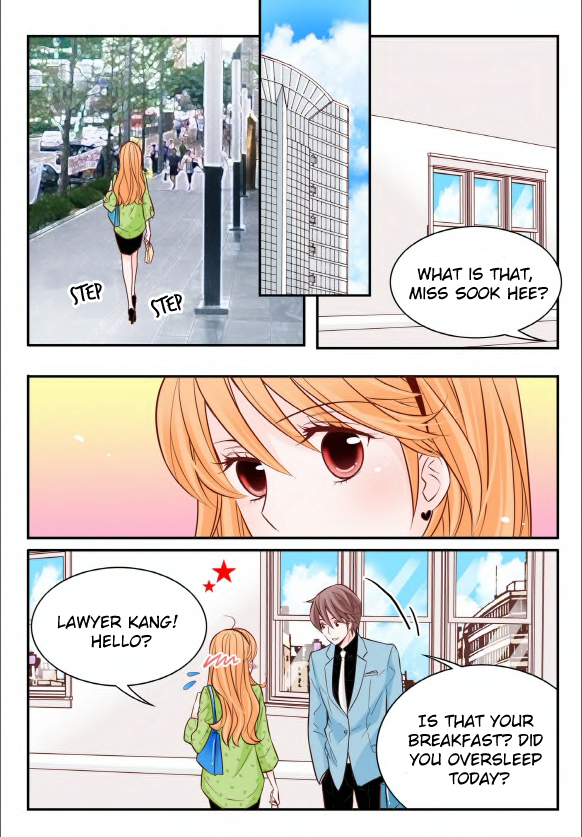 STEP
STEP
WHAT IS THAT,
MISS SOOK HEE?
LAWYER KANG!
HELLO?
IS THAT YOUR
BREAKFAST? DID
YOU OVERSLEEP
TODAY?